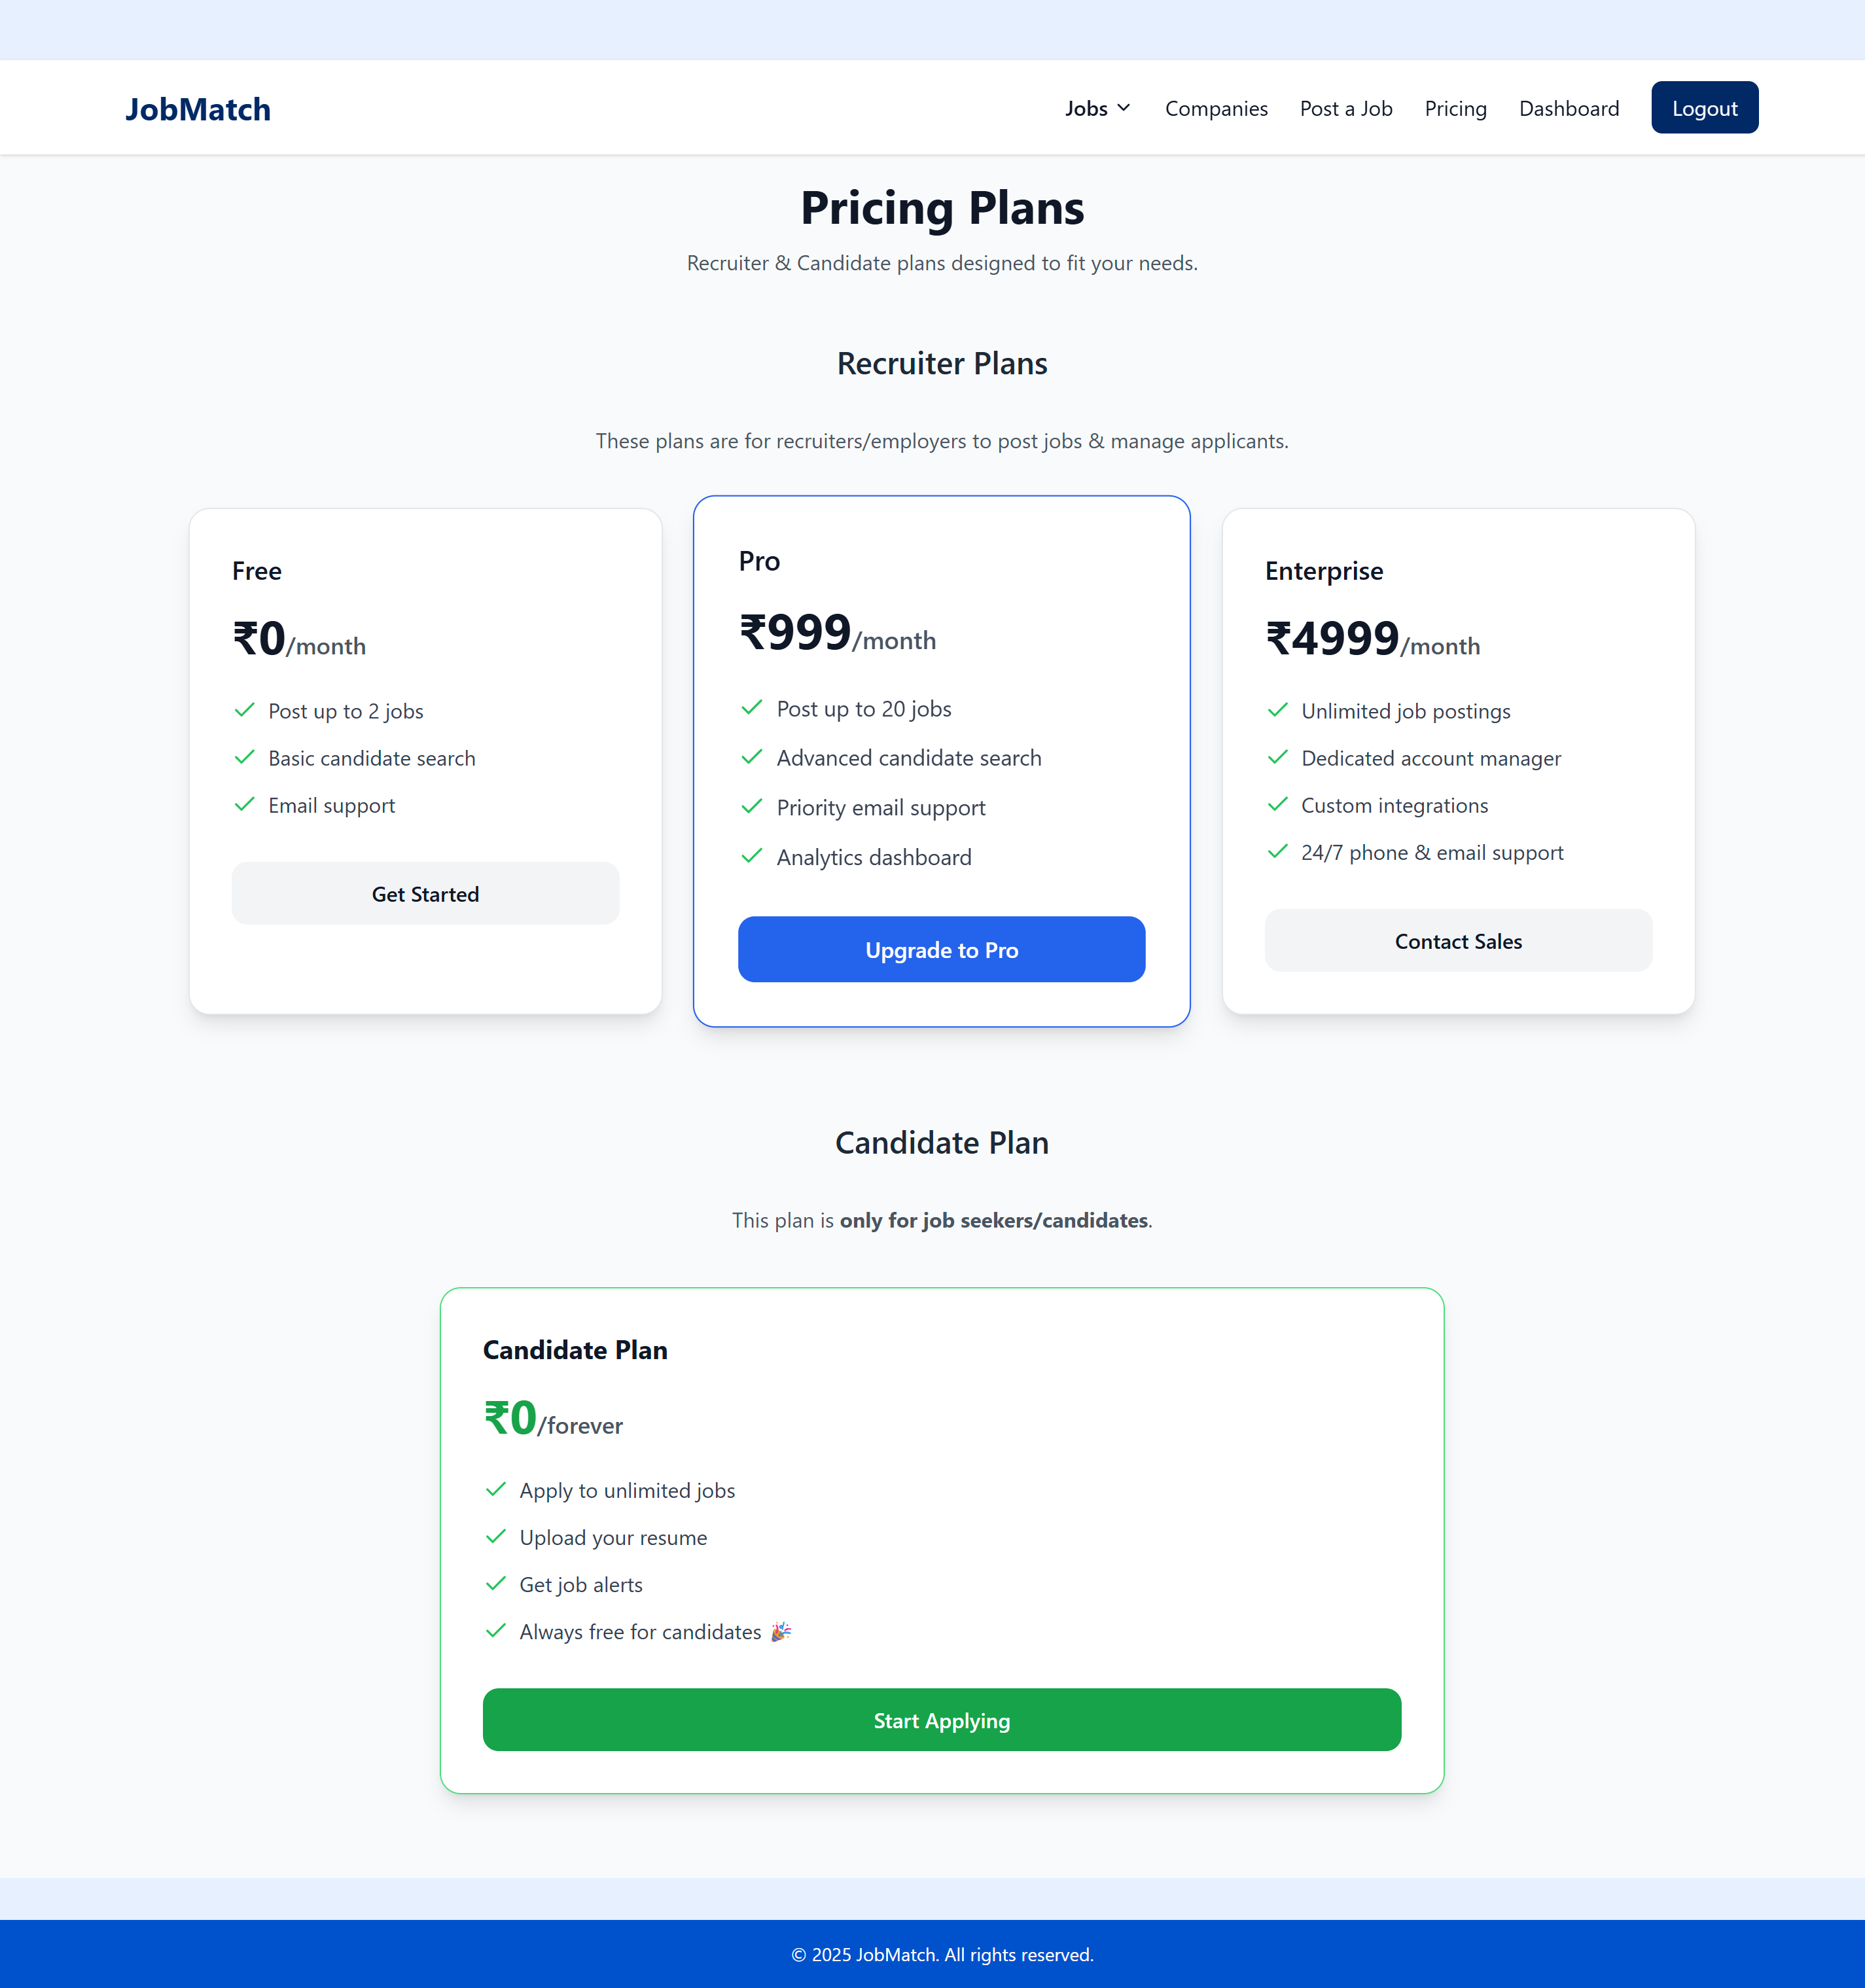 JobMatch
Jobs Companies Post a Job Pricing Dashboard Logout
Pricing Plans
Recruiter & Candidate plans designed to fit your needs.
Recruiter Plans
These plans are for recruiters/employers to post jobs & manage applicants.
Free
₹0/month
Post up to 2 jobs
Basic candidate search
Email support
Get Started
Pro
₹999/month
Post up to 20 jobs
Advanced candidate search
Priority email support
Analytics dashboard
Upgrade to Pro
Enterprise
₹4999/month
Unlimited job postings
Dedicated account manager
Custom integrations
24/7 phone & email support
Contact Sales
Candidate Plan
This plan is only for job seekers/candidates.
Candidate Plan
₹0/forever
Apply to unlimited jobs
Upload your resume
Get job alerts
Always free for candidates 🎉
Start Applying
© 2025 JobMatch. All rights reserved.